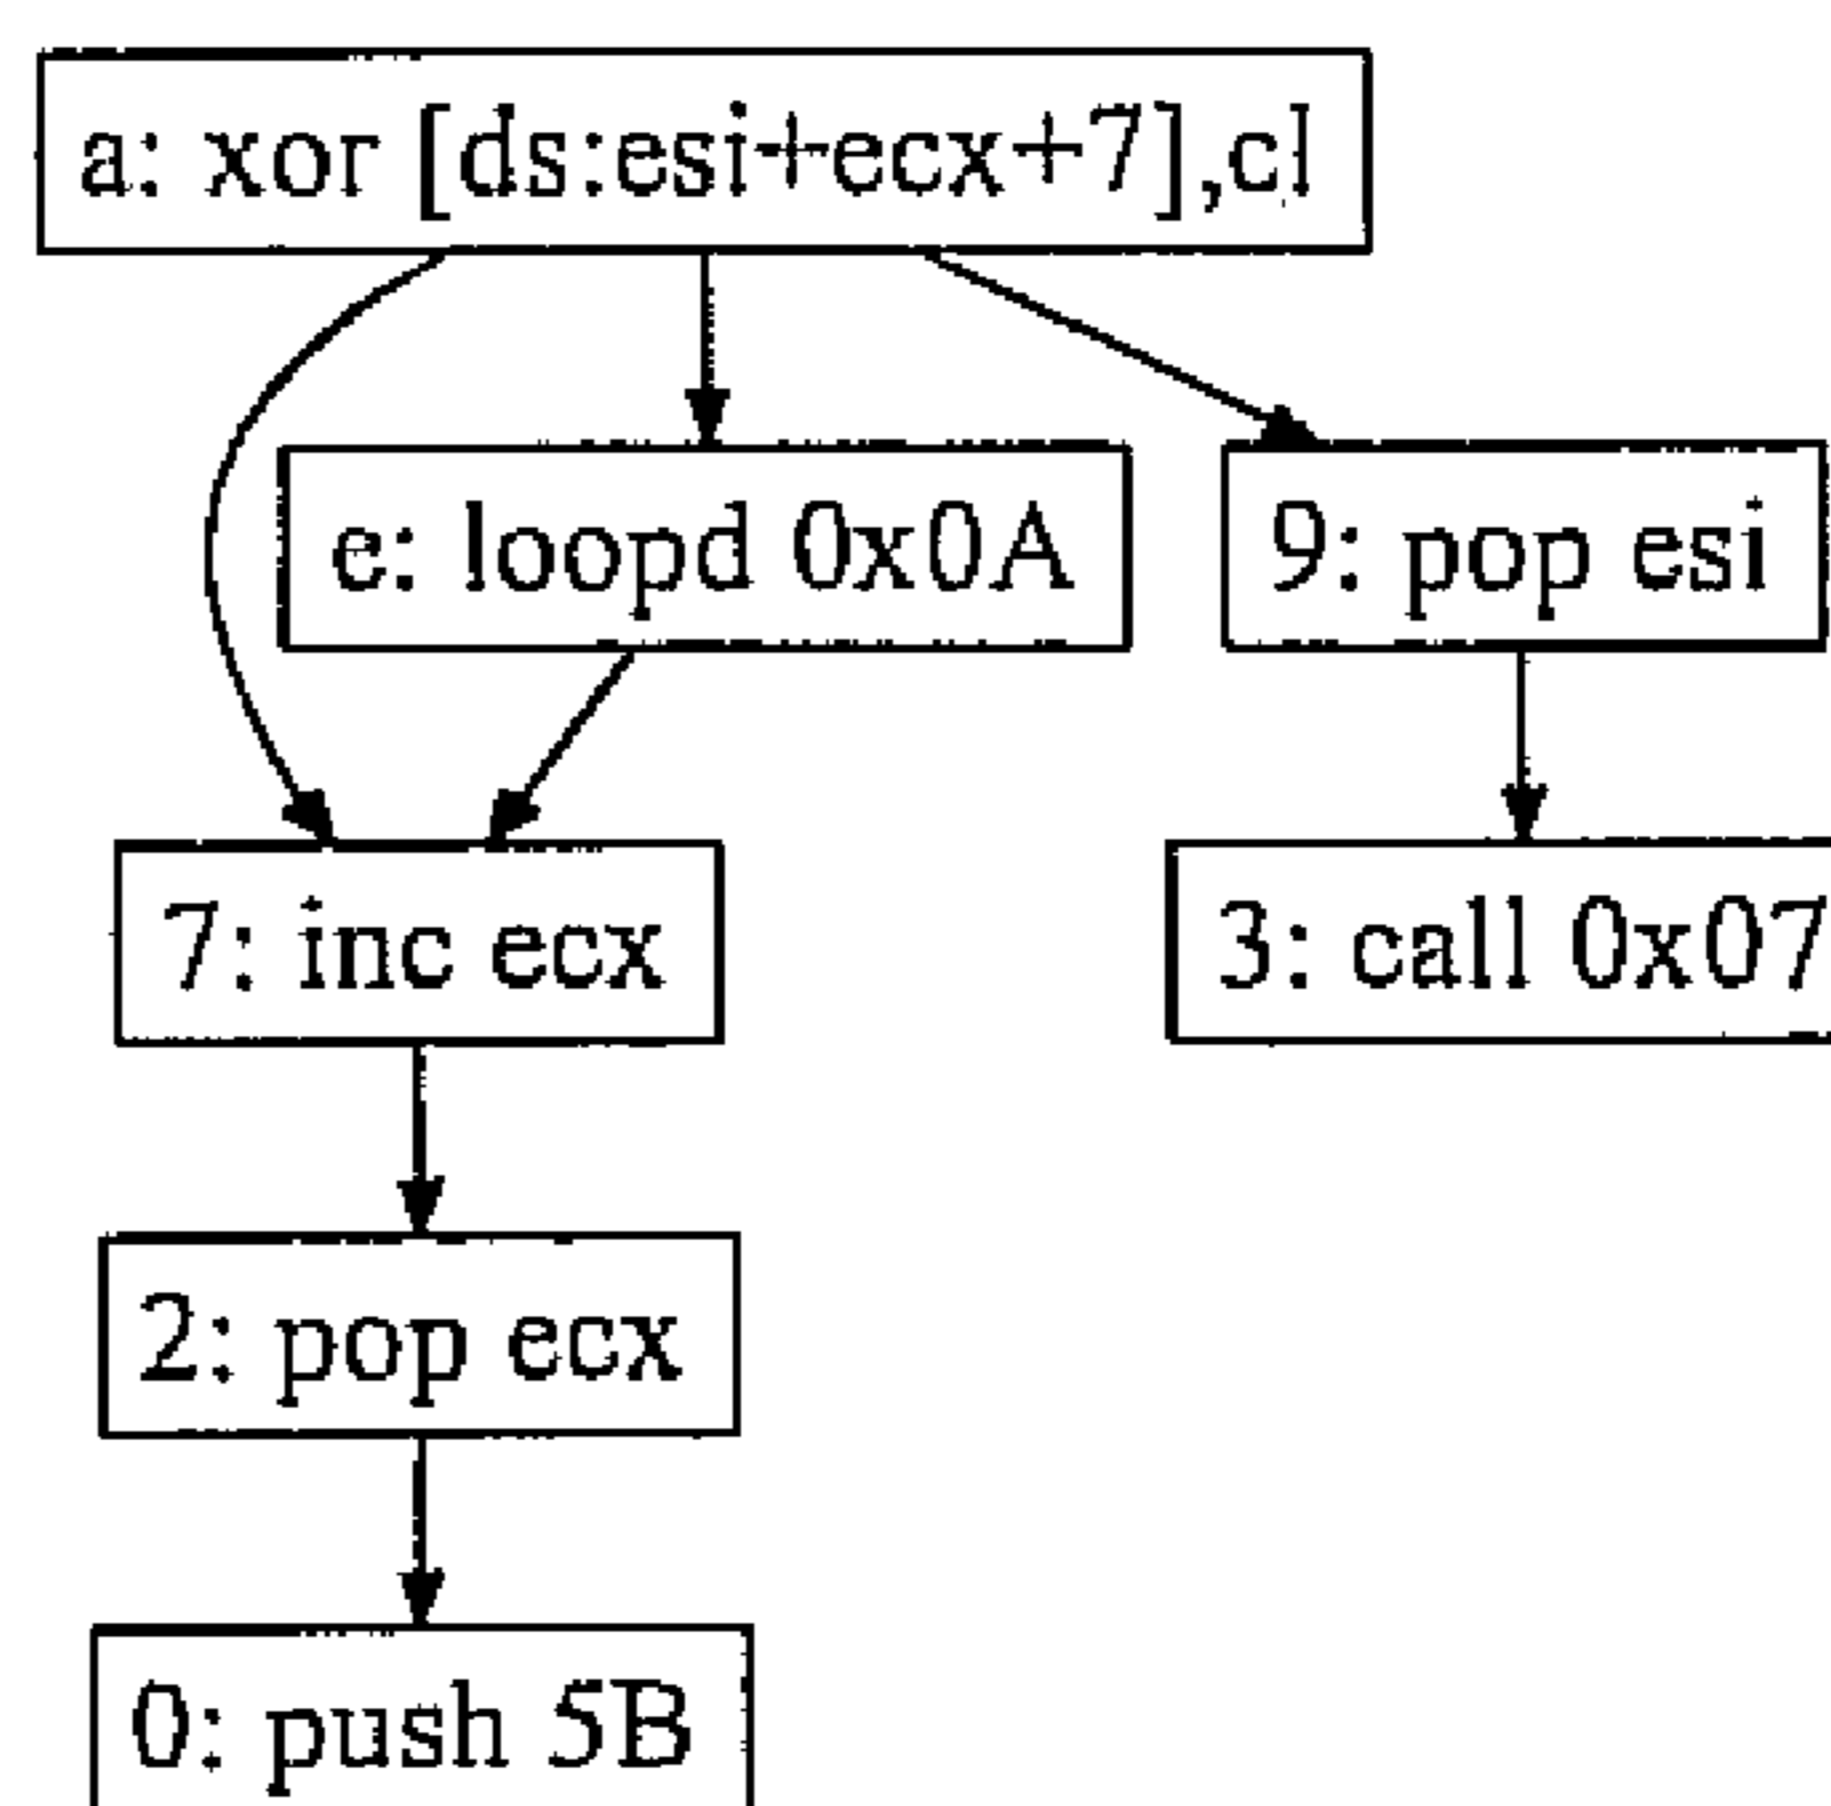 a: xor [ds:esi+ecx+7],cl
e: loopd 0x0A
9: pop esi
7: inc ecx
3: call 0x07
2: pop ecx
0: push 5B